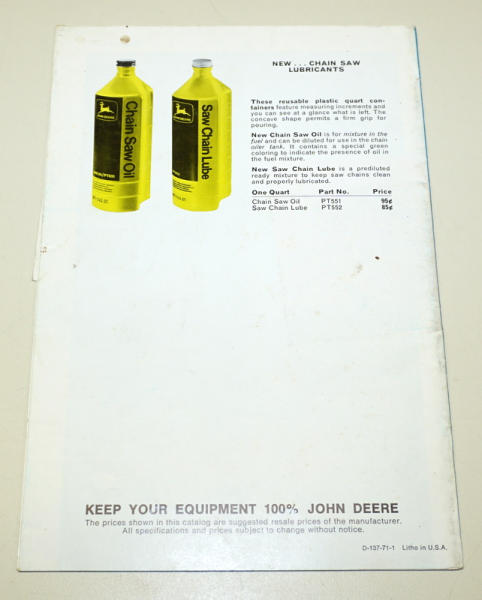 NEW . . . CHAIN SAW
LUBRICANTS
These reusable plastic quart con-
tainers feature measuring increments and
you can see at a glance what is left. The
concave shape permits a firm grip for
pouring.
New Chain Saw Oil is for mixture in the
fuel and can be diluted for use in the chain
oiler tank. It contains a special green
coloring to indicate the presence of oil in
the fuel mixture.
New Saw Chain Lube is a prediluted
ready mixture to keep saw chains clean
and properly lubricated.
One Quart Part No. Price
Chain Saw Oil PT551 95¢
Saw Chain Lube PT552 85¢
Chain Saw Oil
Saw Chain Lube
KEEP YOUR EQUIPMENT 100% JOHN DEERE
The prices shown in this catalog are suggested resale prices of the manufacturer.
All specifications and prices subject to change without notice.
D-137-71-1 Litho in U.S.A.